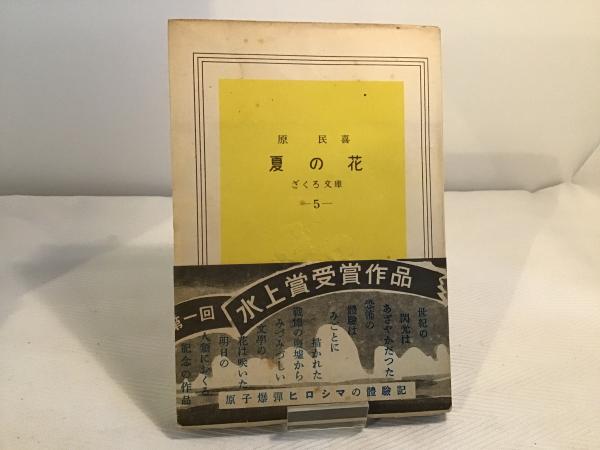 原 民喜
夏の花
ざくろ文庫
—5—
第一回
水上賞受賞作品
世紀の
閃光は
あざやかだつた
恐怖の
體驗は
みごとに
描かれた
戰爭の廢墟から
みづみづしい
文學の
花は咲いた
明日の
人類におくる
記念の作品
原子爆彈ヒロシマの體驗記